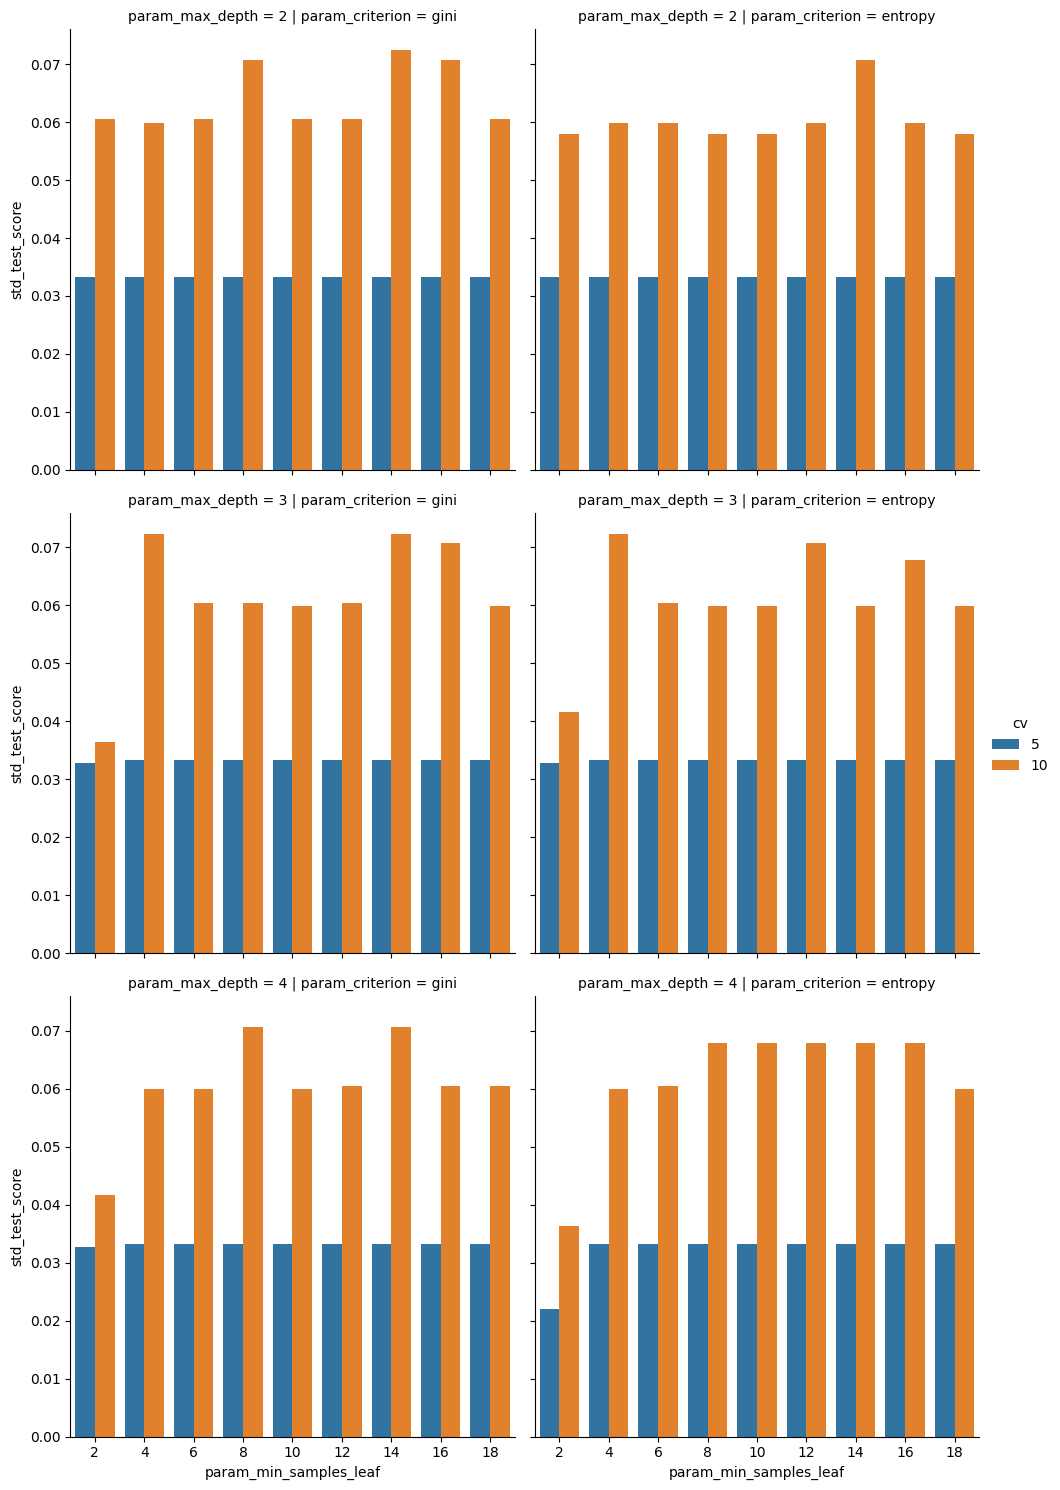 param_max_depth = 2 | param_criterion = gini
param_max_depth = 2 | param_criterion = entropy
0.07
0.06
0.05
0.04
0.03
0.02
0.01
0.00
std_test_score
param_max_depth = 3 | param_criterion = gini
param_max_depth = 3 | param_criterion = entropy
0.07
0.06
0.05
0.04
0.03
0.02
0.01
0.00
std_test_score
cv
5
10
param_max_depth = 4 | param_criterion = gini
param_max_depth = 4 | param_criterion = entropy
0.07
0.06
0.05
0.04
0.03
0.02
0.01
0.00
std_test_score
2 4 6 8 10 12 14 16 18
2 4 6 8 10 12 14 16 18
param_min_samples_leaf
param_min_samples_leaf